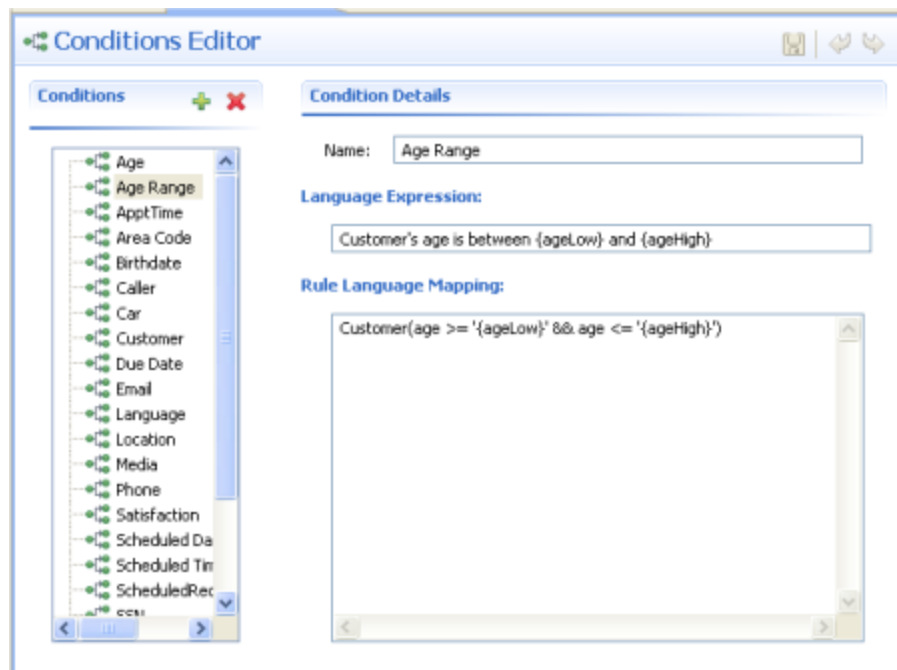 Conditions Editor
Conditions
Age
Age Range
ApptTime
Area Code
Birthdate
Caller
Car
Customer
Due Date
Email
Language
Location
Media
Phone
Satisfaction
Scheduled Da
Scheduled Tim
ScheduledRec
SSN
Condition Details
Name: Age Range
Language Expression:
Customer's age is between {ageLow} and {ageHigh}
Rule Language Mapping:
Customer(age >= '{ageLow}' && age <= '{ageHigh}')